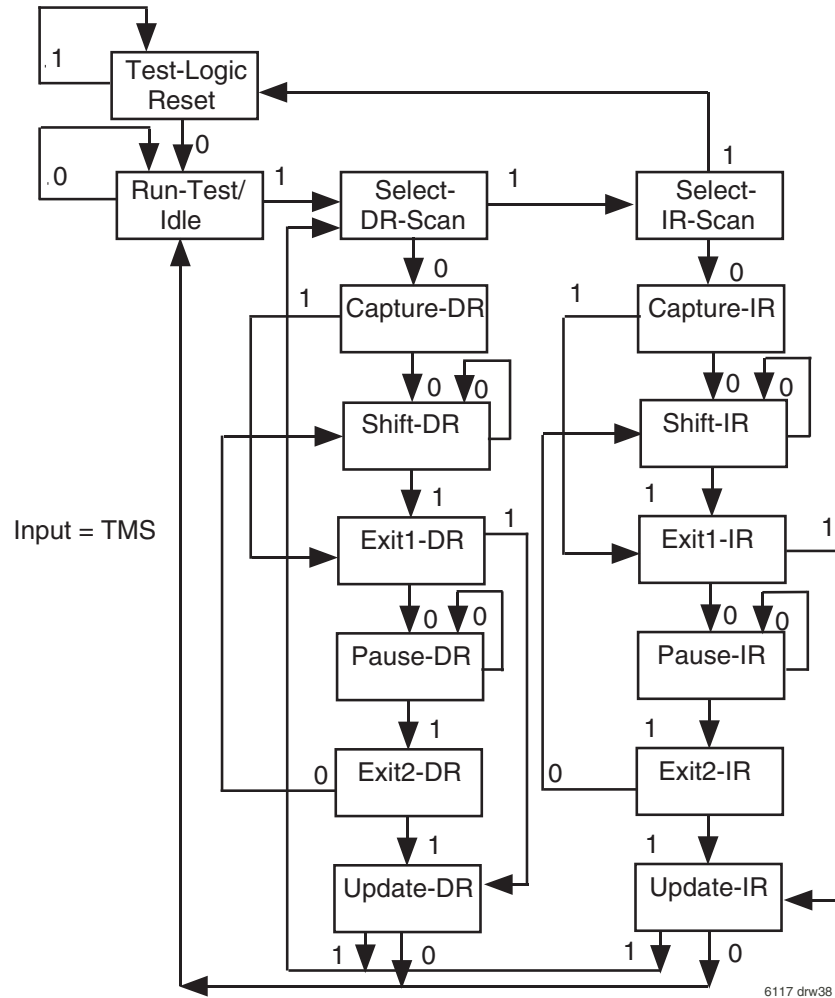 1
Test-Logic
Reset
0
1
0
Run-Test/
Idle
1
Select-
DR-Scan
1
Select-
IR-Scan
0
0
1
Capture-DR
1
Capture-IR
0
0
0
0
Shift-DR
Shift-IR
1
1
Input = TMS
Exit1-DR
1
Exit1-IR
1
0
0
0
0
Pause-DR
Pause-IR
1
1
0
Exit2-DR
0
Exit2-IR
1
1
Update-DR
Update-IR
1
0
1
0
6117 drw38